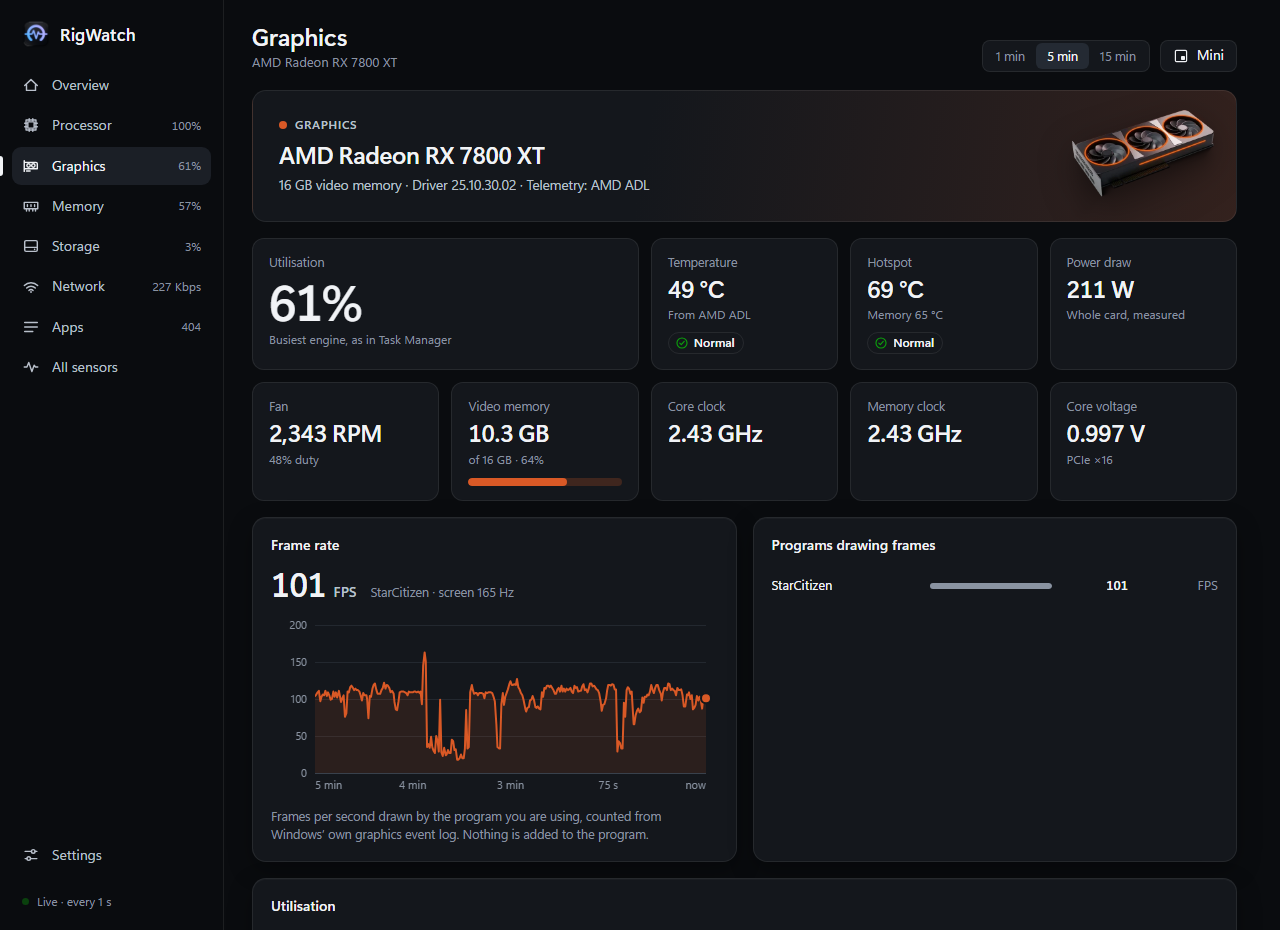 RigWatch
Overview
Processor 100%
Graphics 61%
Memory 57%
Storage 3%
Network 227 Kbps
Apps 404
All sensors
Settings
Live · every 1 s
Graphics
AMD Radeon RX 7800 XT
1 min 5 min 15 min Mini
GRAPHICS
AMD Radeon RX 7800 XT
16 GB video memory · Driver 25.10.30.02 · Telemetry: AMD ADL
Utilisation
61%
Busiest engine, as in Task Manager
Temperature
49 °C
From AMD ADL
Normal
Hotspot
69 °C
Memory 65 °C
Normal
Power draw
211 W
Whole card, measured
Fan
2,343 RPM
48% duty
Video memory
10.3 GB
of 16 GB · 64%
Core clock
2.43 GHz
Memory clock
2.43 GHz
Core voltage
0.997 V
PCIe ×16
Frame rate
101 FPS StarCitizen · screen 165 Hz
200
150
100
50
0
5 min 4 min 3 min 75 s now
Frames per second drawn by the program you are using, counted from
Windows' own graphics event log. Nothing is added to the program.
Programs drawing frames
StarCitizen 101 FPS
Utilisation